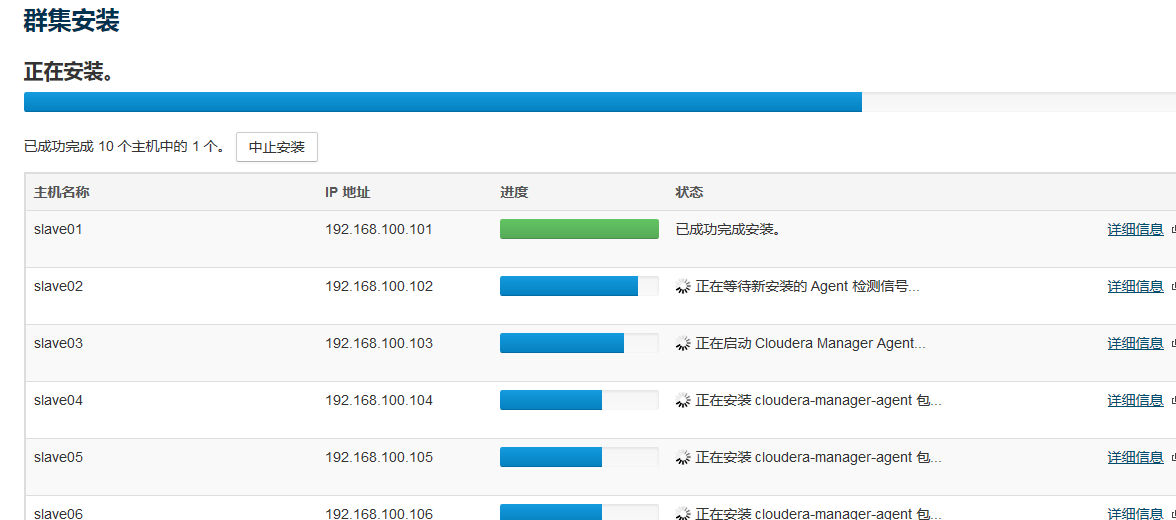 群集安装
正在安装。
已成功完成 10 个主机中的 1 个。 中止安装
主机名称 IP 地址 进度 状态
slave01 192.168.100.101 已成功完成安装。 详细信息
slave02 192.168.100.102 正在等待新安装的 Agent 检测信号... 详细信息
slave03 192.168.100.103 正在启动 Cloudera Manager Agent... 详细信息
slave04 192.168.100.104 正在安装 cloudera-manager-agent 包... 详细信息
slave05 192.168.100.105 正在安装 cloudera-manager-agent 包... 详细信息
slave06 192.168.100.106 正在安装 cloudera-manager-agent 包... 详细信息